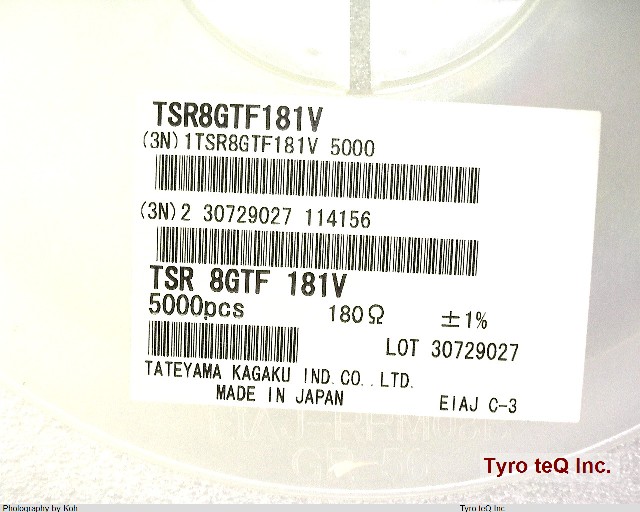 TSR8GTF181V
(3N)1TSR8GTF181V 5000
(3N)2 30729027 114156
TSR 8GTF 181V
5000pcs 180Ω ±1%
LOT 30729027
TATEYAMA KAGAKU IND.CO.,LTD.
MADE IN JAPAN EIAJ C-3
Tyro teQ Inc.
Photography by Koh Tyro teQ Inc